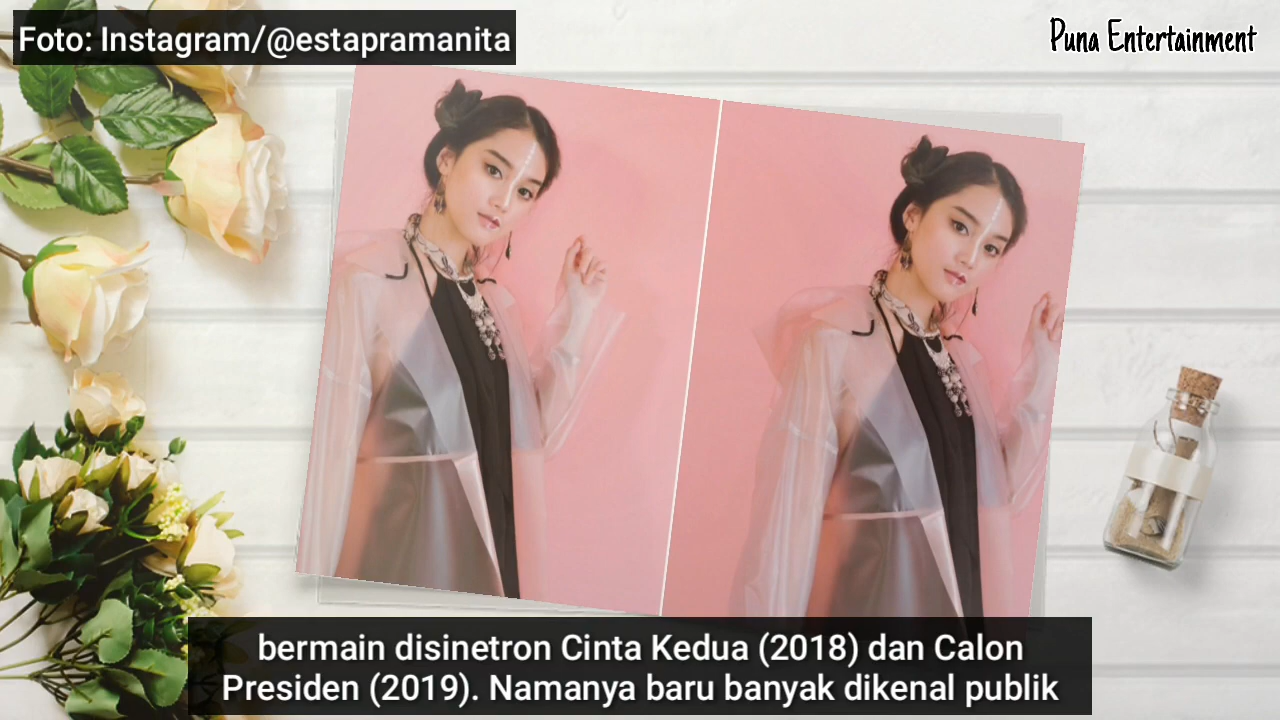 Foto: Instagram/@estapramanita
Puna Entertainment
bermain disinetron Cinta Kedua (2018) dan Calon
Presiden (2019). Namanya baru banyak dikenal publik